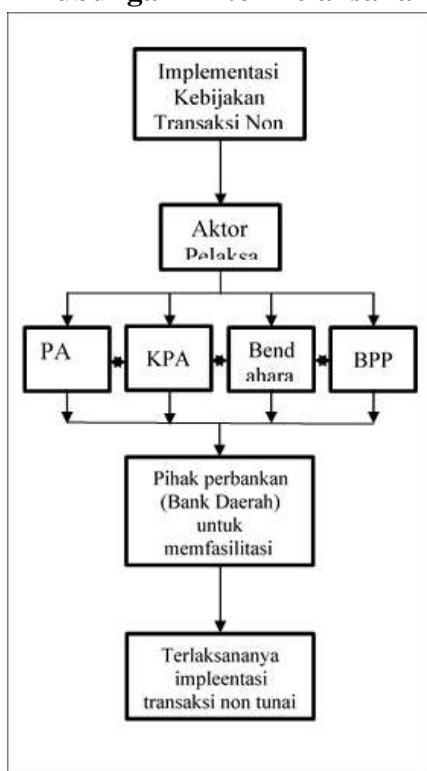 Implementasi
Kebijakan
Transaksi Non
Aktor
Pelaksa
PA
KPA
Bend
ahara
BPP
Pihak perbankan
(Bank Daerah)
untuk
memfasilitasi
Terlaksananya
impleentasi
transaksi non tunai